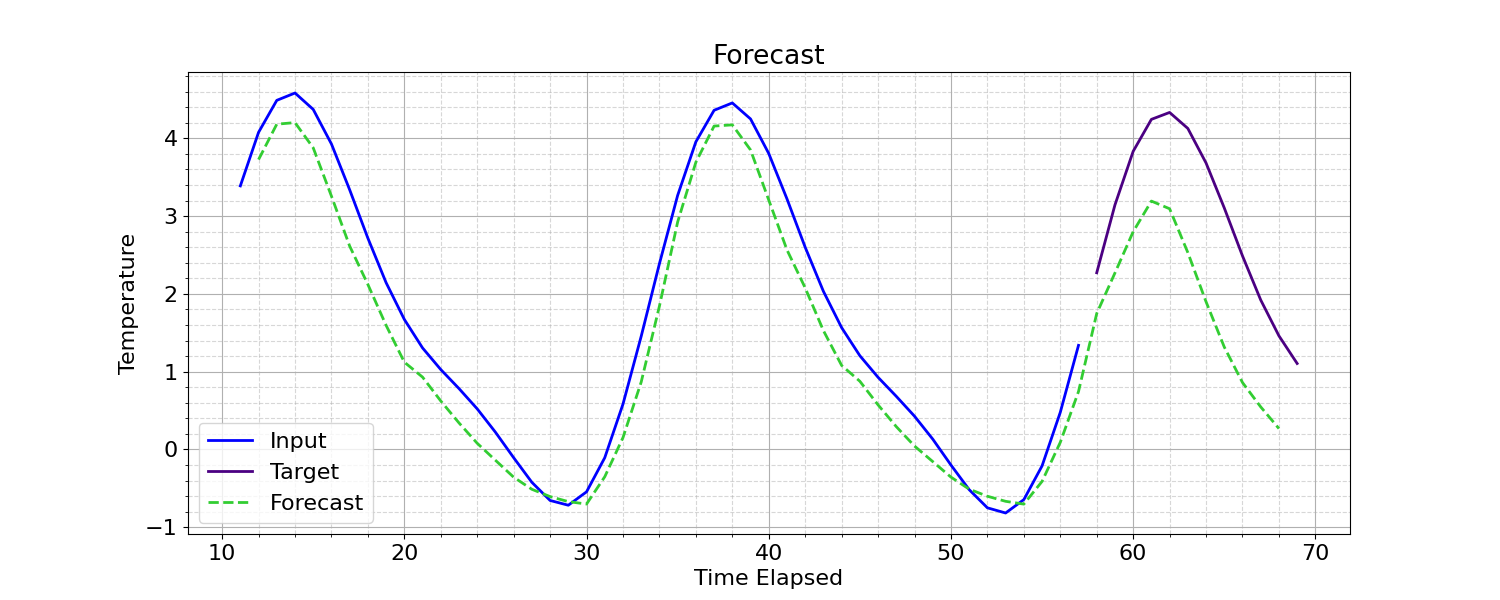 Forecast
Temperature
4
3
2
1
0
−1
Input
Target
Forecast
10 20 30 40 50 60 70
Time Elapsed